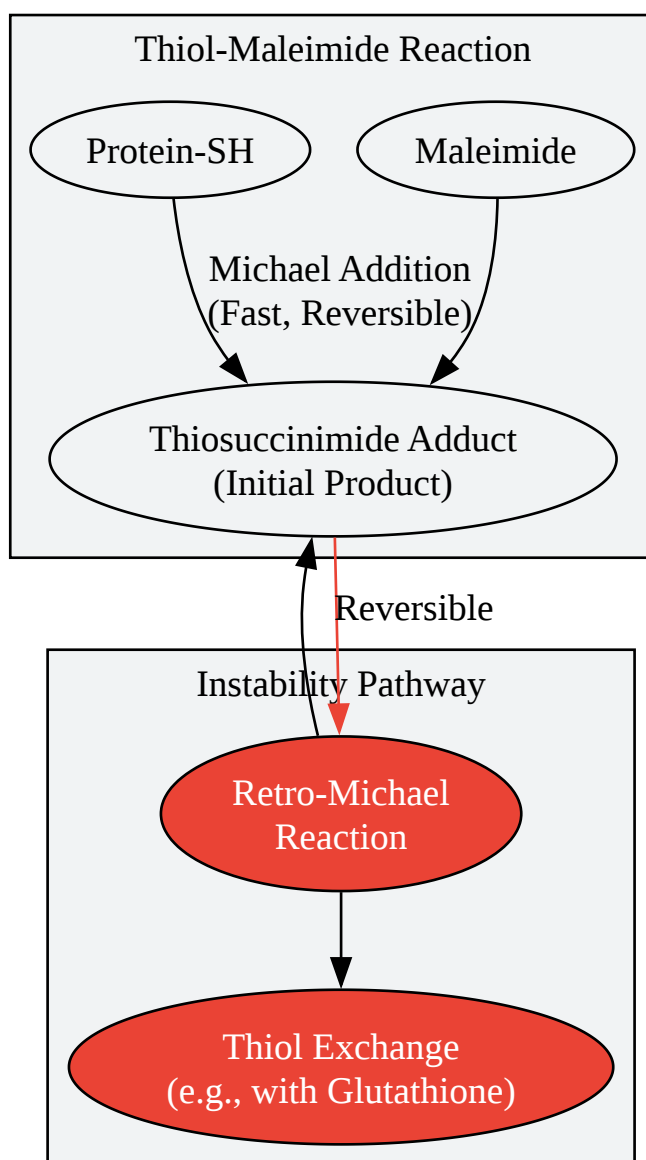 Thiol-Maleimide Reaction
Protein-SH
Maleimide
Michael Addition
(Fast, Reversible)
Thiosuccinimide Adduct
(Initial Product)
Reversible
Instability Pathway
Retro-Michael
Reaction
Thiol Exchange
(e.g., with Glutathione)